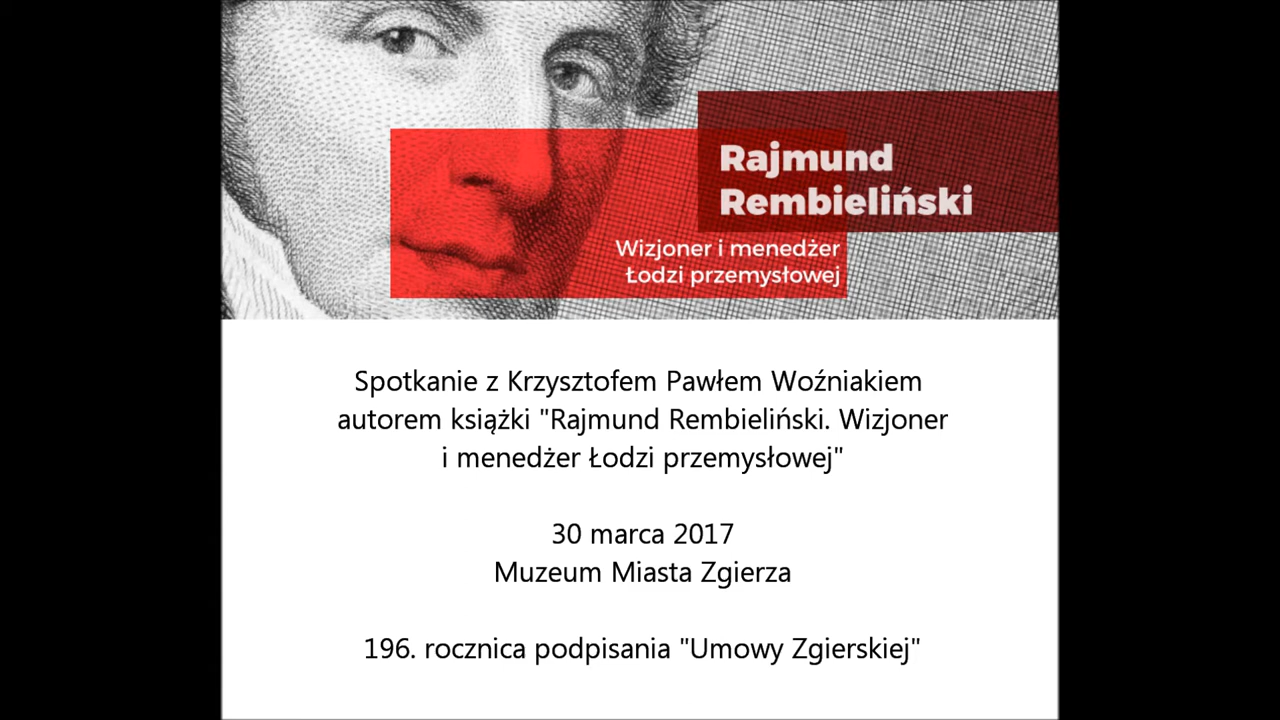 Rajmund
Rembieliński
Wizjoner i menedżer
Łodzi przemysłowej
Spotkanie z Krzysztofem Pawłem Woźniakiem
autorem książki "Rajmund Rembieliński. Wizjoner
i menedżer Łodzi przemysłowej"
30 marca 2017
Muzeum Miasta Zgierza
196. rocznica podpisania "Umowy Zgierskiej"